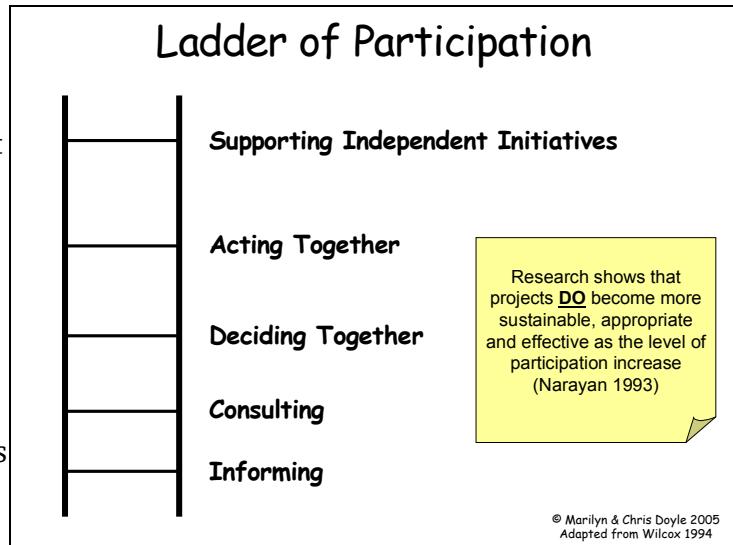 Ladder of Participation
Supporting Independent Initiatives
Acting Together
Deciding Together
Consulting
Informing
Research shows that
projects DO become more
sustainable, appropriate
and effective as the level of
participation increase
(Narayan 1993)
© Marilyn & Chris Doyle 2005
Adapted from Wilcox 1994